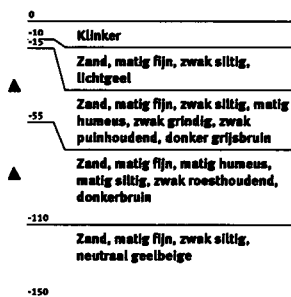 0
-10 Klinker
-15
Zand, matig fijn, zwak siltig,
lichtgeel
Zand, matig fijn, zwak siltig, matig
humeus, zwak grindig, zwak
-55
puinhoudend, donker grijsbruin
Zand, matig fijn, matig humeus,
matig siltig, zwak roesthoudend,
donkerbruin
-110
Zand, matig fijn, zwak siltig,
neutraal geelbeige
-150